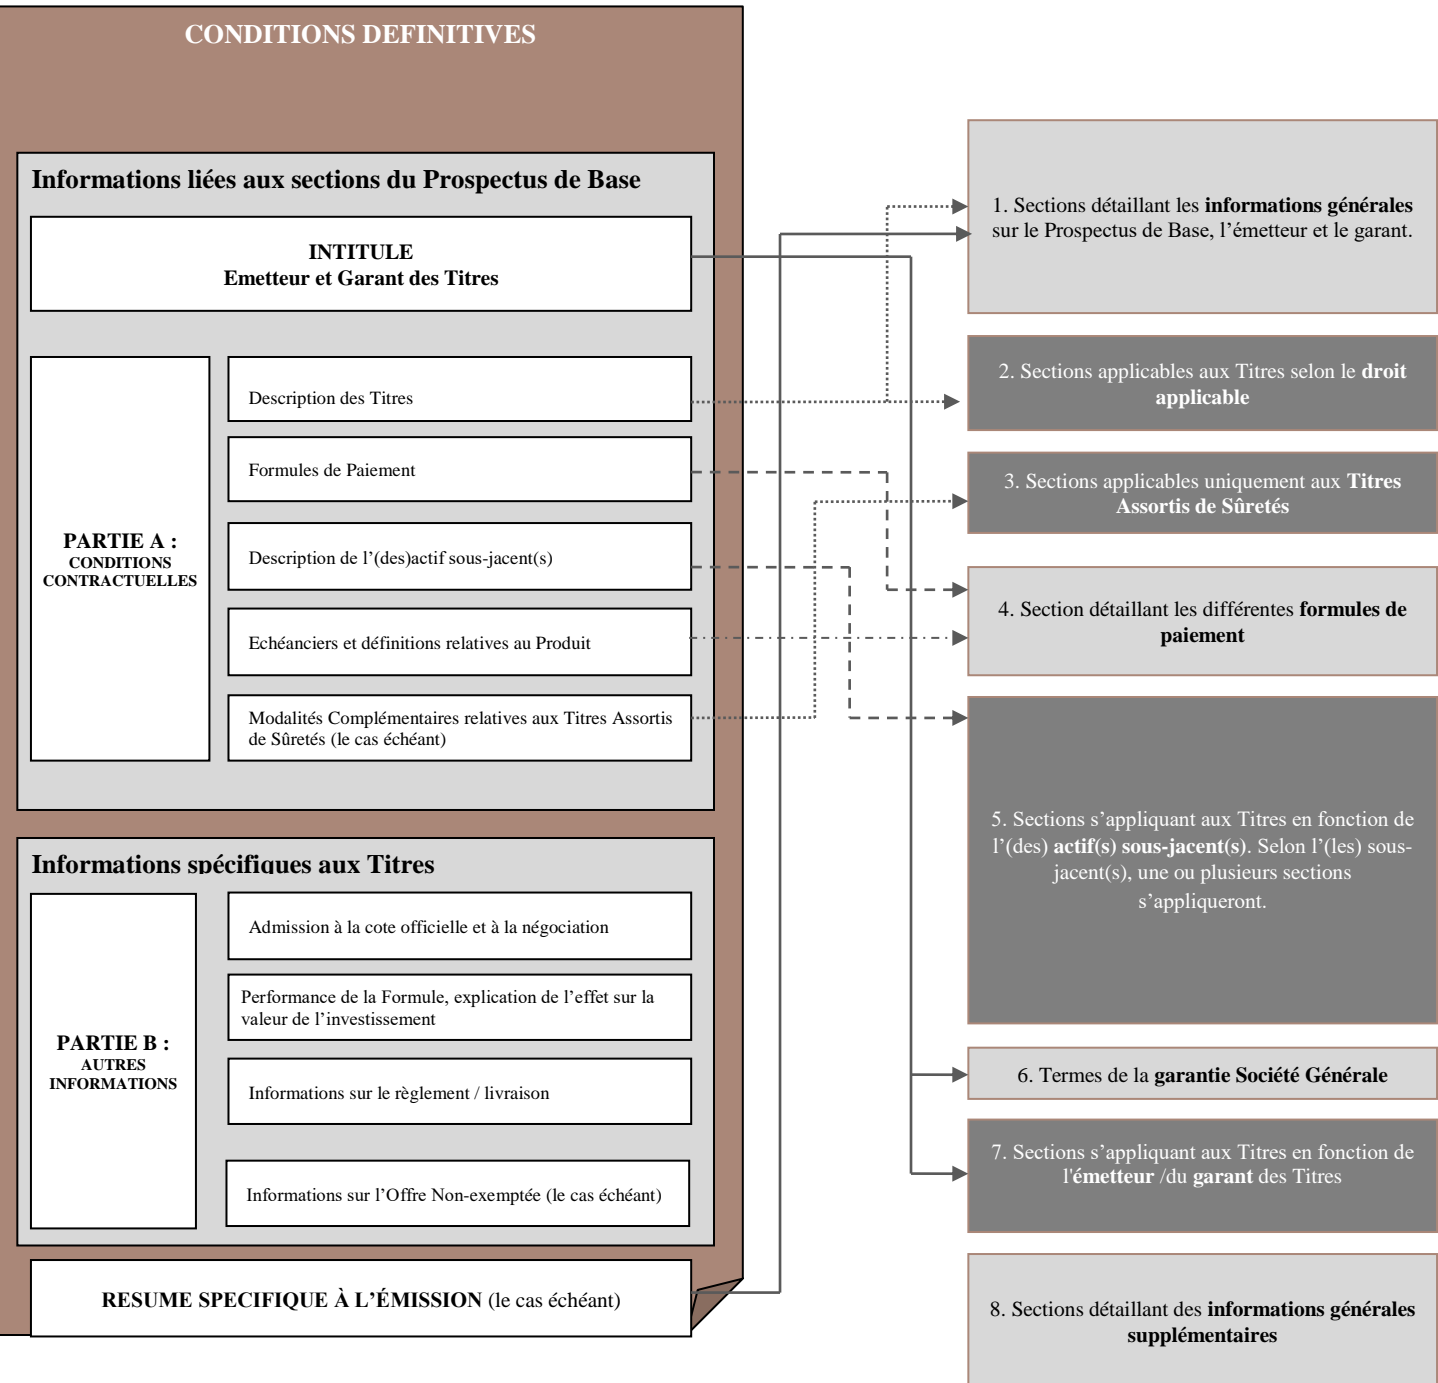 CONDITIONS DEFINITIVES
Informations liées aux sections du Prospectus de Base
INTITULE
Emetteur et Garant des Titres
PARTIE A :
CONDITIONS
CONTRACTUELLES
Description des Titres
Formules de Paiement
Description de l’(des)actif sous-jacent(s)
Echéanciers et définitions relatives au Produit
Modalités Complémentaires relatives aux Titres Assortis
de Sûretés (le cas échéant)
Informations spécifiques aux Titres
PARTIE B :
AUTRES
INFORMATIONS
Admission à la cote officielle et à la négociation
Performance de la Formule, explication de l’effet sur la
valeur de l’investissement
Informations sur le règlement / livraison
Informations sur l’Offre Non-exemptée (le cas échéant)
RESUME SPECIFIQUE À L’ÉMISSION (le cas échéant)
1. Sections détaillant les informations générales
sur le Prospectus de Base, l’émetteur et le garant.
2. Sections applicables aux Titres selon le droit
applicable
3. Sections applicables uniquement aux Titres
Assortis de Sûretés
4. Section détaillant les différentes formules de
paiement
5. Sections s’appliquant aux Titres en fonction de
l’(des) actif(s) sous-jacent(s). Selon l’(les) sous-
jacent(s), une ou plusieurs sections
s’appliqueront.
6. Termes de la garantie Société Générale
7. Sections s’appliquant aux Titres en fonction de
l'émetteur /du garant des Titres
8. Sections détaillant des informations générales
supplémentaires